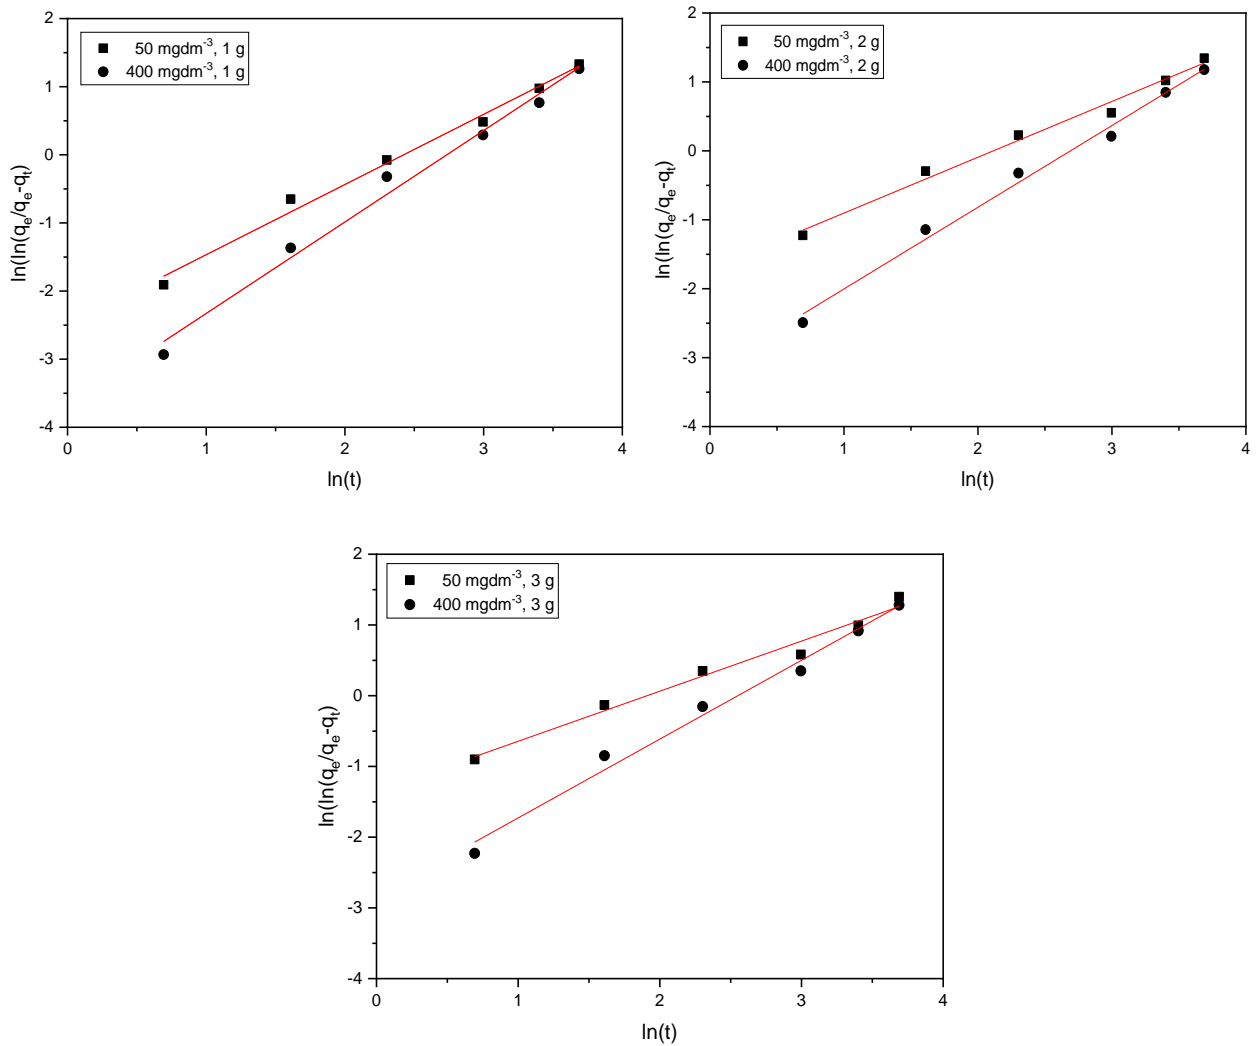 50 mgdm⁻³, 1 g
400 mgdm⁻³, 1 g
2
1
0
-1
-2
-3
-4
0 1 2 3 4
ln(t)
ln(ln(qₑ/qₑ-qₜ)
50 mgdm⁻³, 2 g
400 mgdm⁻³, 2 g
2
1
0
-1
-2
-3
-4
0 1 2 3 4
ln(t)
ln(ln(qₑ/qₑ-qₜ)
50 mgdm⁻³, 3 g
400 mgdm⁻³, 3 g
2
1
0
-1
-2
-3
-4
0 1 2 3 4
ln(t)
ln(ln(qₑ/qₑ-qₜ)